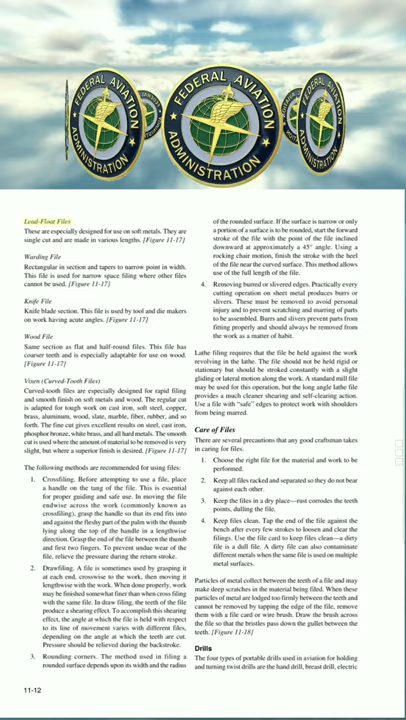 FEDERAL AVIATION
ADMINISTRATION
FEDERAL AVIATION
ADMINISTRATION
FEDERAL AVIATION
ADMINISTRATION
Lead-Float Files
These are especially designed for use on soft metals. They are
single cut and are made in various lengths. [Figure 11-17]
Warding File
Rectangular in section and tapers to narrow point in width.
This file is used for narrow space filing where other files
cannot be used. [Figure 11-17]
Knife File
Knife blade section. This file is used by tool and die makers
on work having acute angles. [Figure 11-17]
Wood File
Same section as flat and half-round files. This file has
coarser teeth and is especially adaptable for use on wood.
[Figure 11-17]
Vixen (Curved-Tooth Files)
Curved-tooth files are especially designed for rapid filing
and smooth finish on soft metals and wood. The regular cut
is adapted for tough work on cast iron, soft steel, copper,
brass, aluminum, wood, slate, marble, fiber, rubber, and so
forth. The fine cut gives excellent results on steel, cast iron,
phosphor bronze, white brass, and all hard metals. The smooth
cut is used where the amount of material to be removed is very
slight, but where a superior finish is desired. [Figure 11-17]
The following methods are recommended for using files:
1. Crossfiling. Before attempting to use a file, place
a handle on the tang of the file. This is essential
for proper guiding and safe use. In moving the file
endwise across the work (commonly known as
crossfiling), grasp the handle so that its end fits into
and against the fleshy part of the palm with the thumb
lying along the top of the handle in a lengthwise
direction. Grasp the end of the file between the thumb
and first two fingers. To prevent undue wear of the
file, relieve the pressure during the return stroke.
2. Drawfiling. A file is sometimes used by grasping it
at each end, crosswise to the work, then moving it
lengthwise with the work. When done properly, work
may be finished somewhat finer than when cross filing
with the same file. In draw filing, the teeth of the file
produce a shearing effect. To accomplish this shearing
effect, the angle at which the file is held with respect
to its line of movement varies with different files,
depending on the angle at which the teeth are cut.
Pressure should be relieved during the backstroke.
3. Rounding corners. The method used in filing a
rounded surface depends upon its width and the radius
of the rounded surface. If the surface is narrow or only
a portion of a surface is to be rounded, start the forward
stroke of the file with the point of the file inclined
downward at approximately a 45° angle. Using a
rocking chair motion, finish the stroke with the heel
of the file near the curved surface. This method allows
use of the full length of the file.
4. Removing burred or slivered edges. Practically every
cutting operation on sheet metal produces burrs or
slivers. These must be removed to avoid personal
injury and to prevent scratching and marring of parts
to be assembled. Burrs and slivers prevent parts from
fitting properly and should always be removed from
the work as a matter of habit.
Lathe filing requires that the file be held against the work
revolving in the lathe. The file should not be held rigid or
stationary but should be stroked constantly with a slight
gliding or lateral motion along the work. A standard mill file
may be used for this operation, but the long angle lathe file
provides a much cleaner shearing and self-clearing action.
Use a file with “safe” edges to protect work with shoulders
from being marred.
Care of Files
There are several precautions that any good craftsman takes
in caring for files.
1. Choose the right file for the material and work to be
performed.
2. Keep all files racked and separated so they do not bear
against each other.
3. Keep the files in a dry place—rust corrodes the teeth
points, dulling the file.
4. Keep files clean. Tap the end of the file against the
bench after every few strokes to loosen and clear the
filings. Use the file card to keep files clean—a dirty
file is a dull file. A dirty file can also contaminate
different metals when the same file is used on multiple
metal surfaces.
Particles of metal collect between the teeth of a file and may
make deep scratches in the material being filed. When these
particles of metal are lodged too firmly between the teeth and
cannot be removed by tapping the edge of the file, remove
them with a file card or wire brush. Draw the brush across
the file so that the bristles pass down the gullet between the
teeth. [Figure 11-18]
Drills
The four types of portable drills used in aviation for holding
and turning twist drills are the hand drill, breast drill, electric
11-12